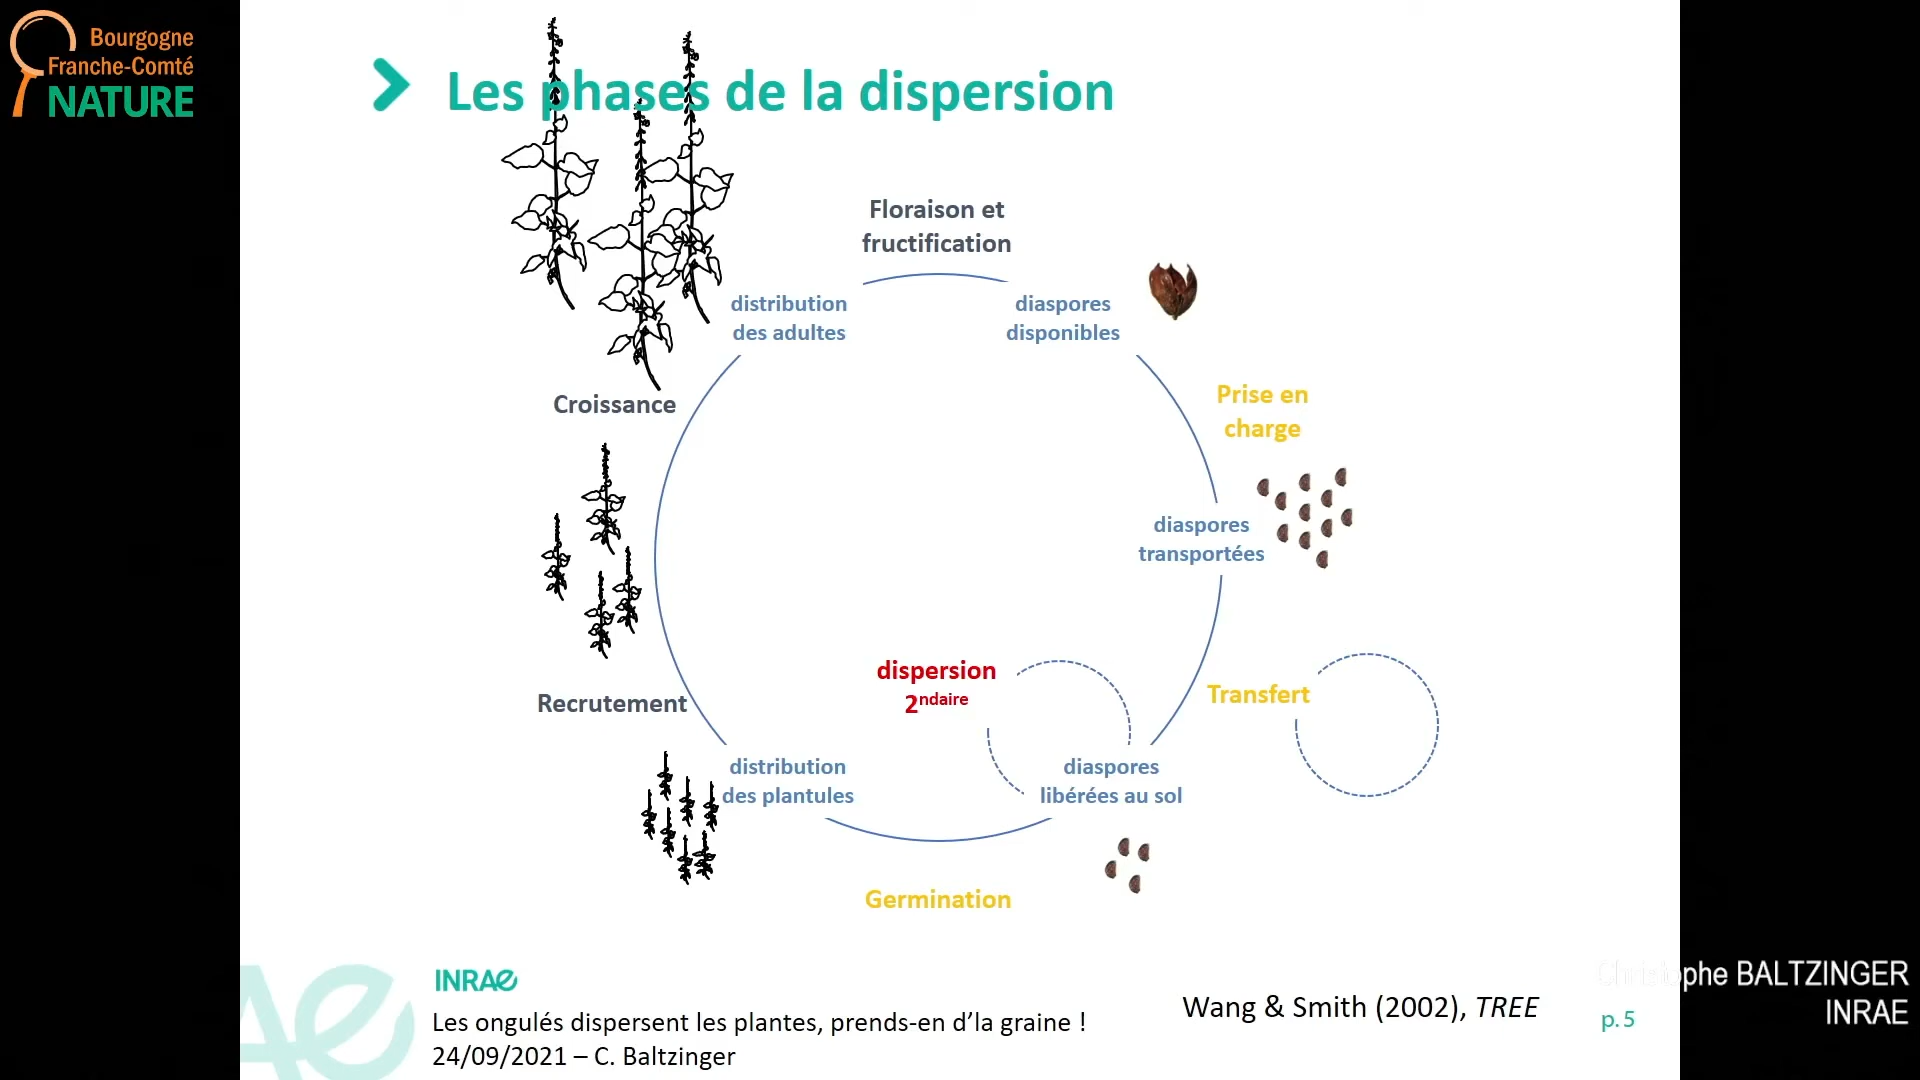 Bourgogne
Franche-Comté
NATURE
Les phases de la dispersion
Floraison et
fructification
distribution
des adultes
diaspores
disponibles
Prise en
charge
Croissance
diaspores
transportées
dispersion
2ndaire
Transfert
Recrutement
distribution
des plantules
diaspores
libérées au sol
Germination
INRAE
Les ongulés dispersent les plantes, prends-en d’la graine !
24/09/2021 – C. Baltzinger
Wang & Smith (2002), TREE
p. 5
Christophe BALTZINGER
INRAE